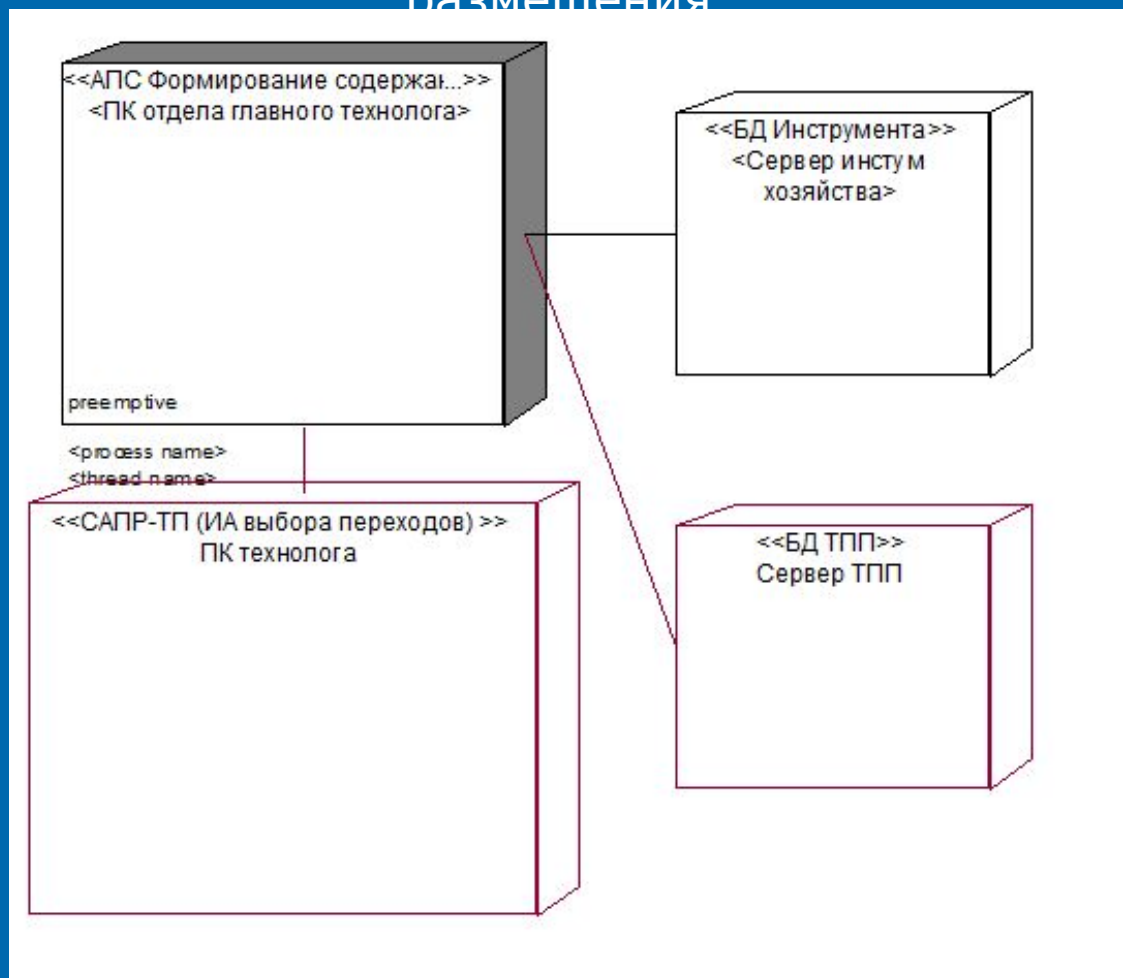 размещения
<<АПС Формирование содержан...>>
<ПК отдела главного технолога>
preemptive
<process name>
<thread name>
<<БД Инструмента>>
<Сервер инстум
хозяйства>
<<САПР-ТП (ИА выбора переходов) >>
ПК технолога
<<БД ТПП>>
Сервер ТПП